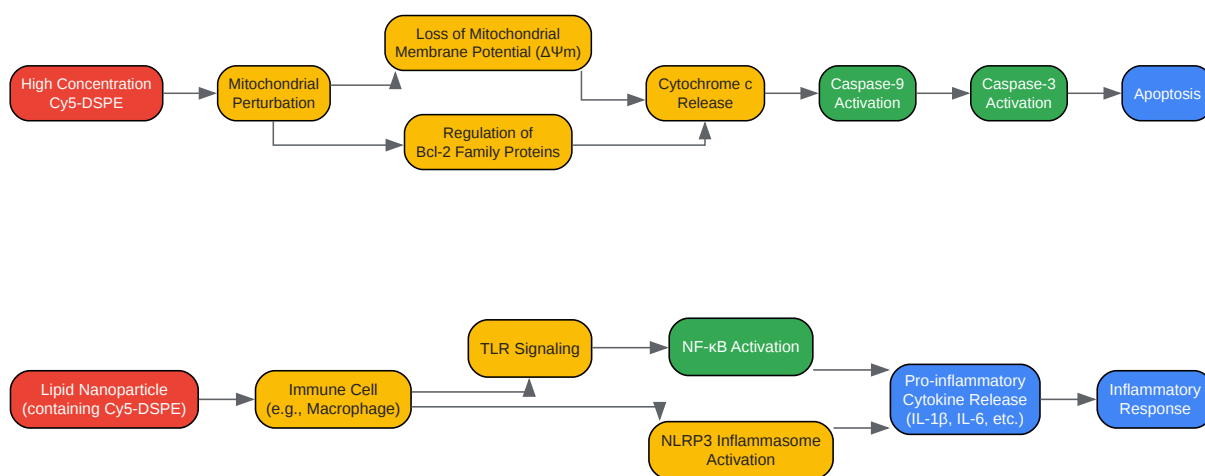 High Concentration
Cy5-DSPE
Mitochondrial
Perturbation
Loss of Mitochondrial
Membrane Potential (ΔΨm)
Regulation of
Bcl-2 Family Proteins
Cytochrome c
Release
Caspase-9
Activation
Caspase-3
Activation
Apoptosis
Lipid Nanoparticle
(containing Cy5-DSPE)
Immune Cell
(e.g., Macrophage)
TLR Signaling
NF-κB Activation
NLRP3 Inflammasome
Activation
Pro-inflammatory
Cytokine Release
(IL-1β, IL-6, etc.)
Inflammatory
Response